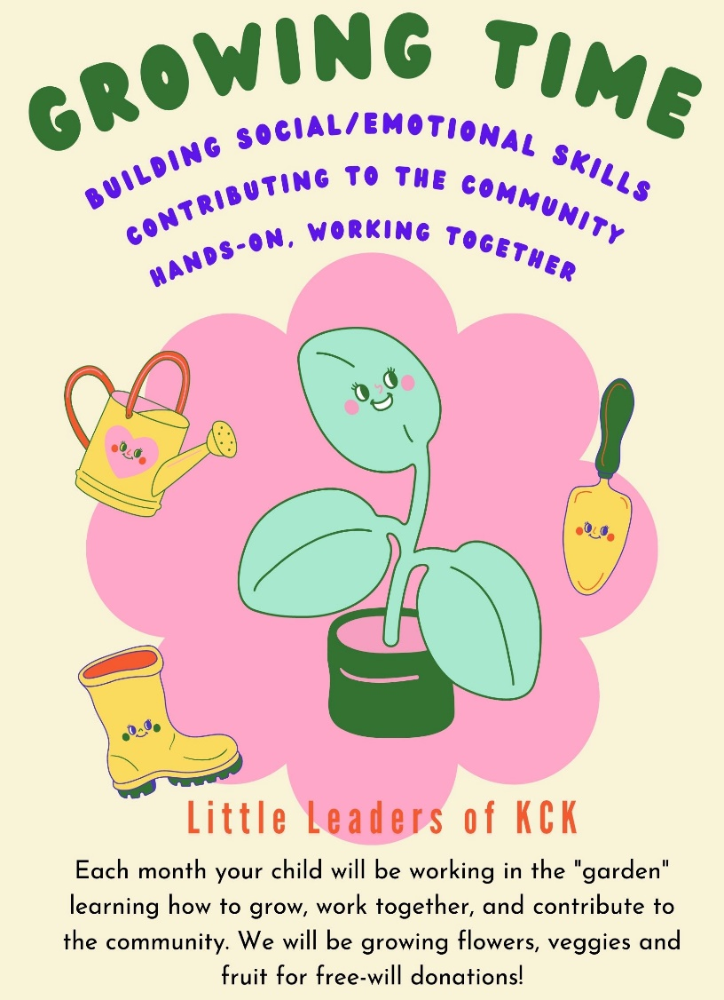 GROWING TIME
BUILDING SOCIAL/EMOTIONAL SKILLS
CONTRIBUTING TO THE COMMUNITY
HANDS-ON, WORKING TOGETHER
Little Leaders of KCK
Each month your child will be working in the "garden"
learning how to grow, work together, and contribute to
the community. We will be growing flowers, veggies and
fruit for free-will donations!